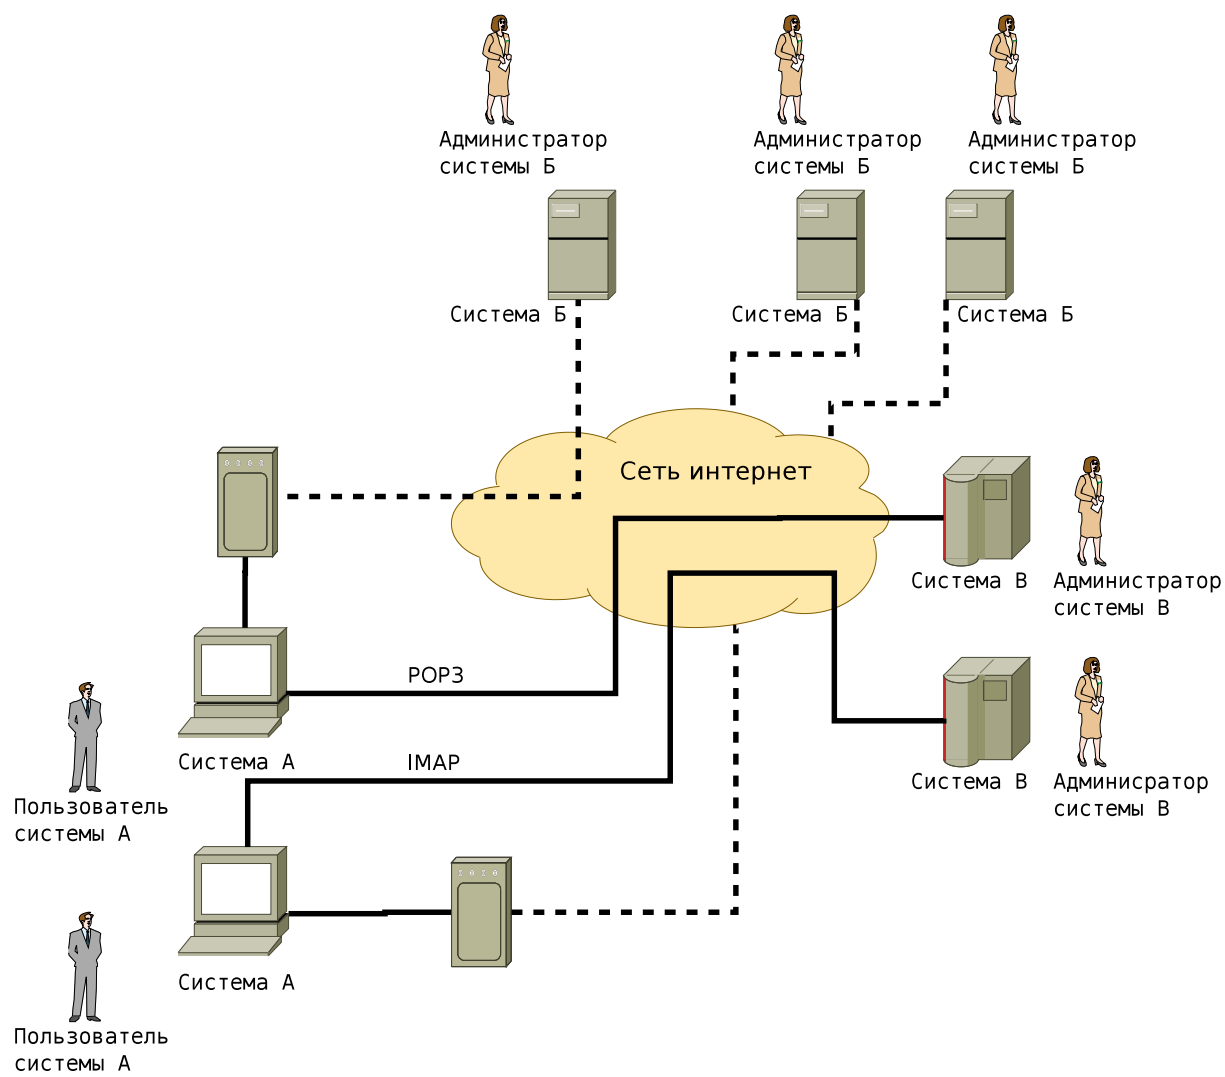 Администратор
системы Б
Администратор
системы Б
Администратор
системы Б
Система Б
Система Б
Система Б
Сеть интернет
Система В
Администратор
системы В
POP3
Система А
Пользователь
системы А
IMAP
Система В
Админисратор
системы В
Система А
Пользователь
системы А